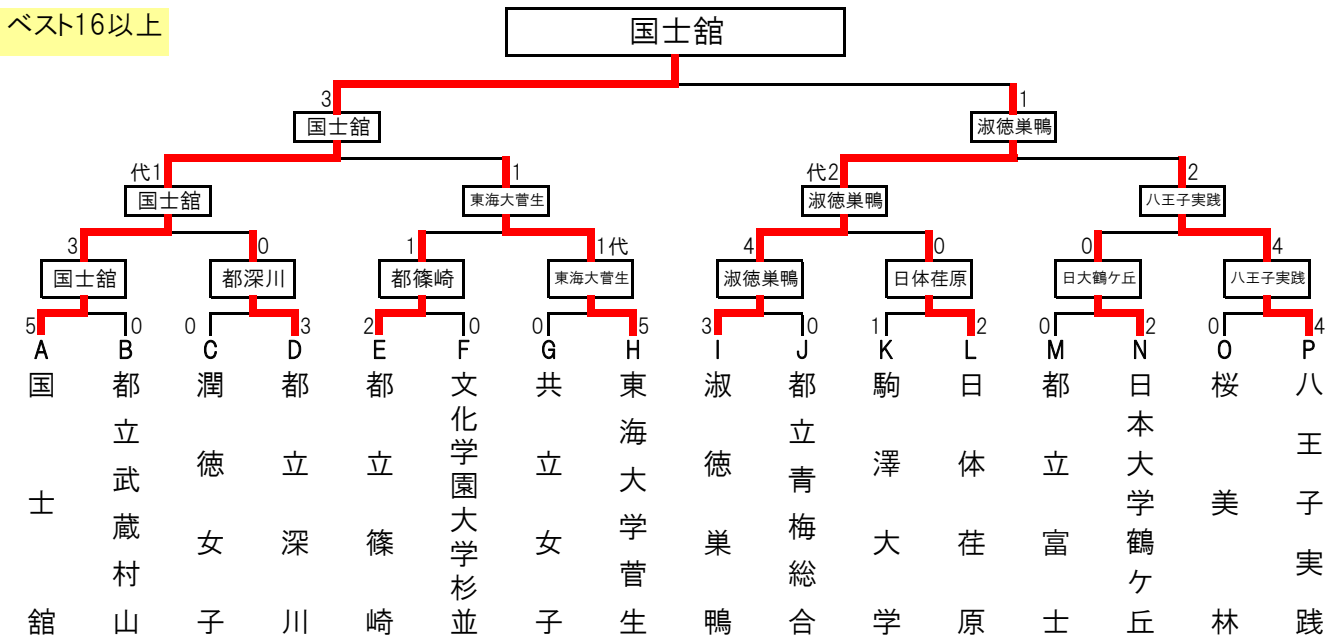 ベスト16以上
国士舘
3 1
国士舘 淑徳巣鴨
代1 1 代2 2
国士舘 東海大菅生 淑徳巣鴨 八王子実践
3 0 1 1代 4 0 0 4
国士舘 都深川 都篠崎 東海大菅生 淑徳巣鴨 日体荏原 日大鶴ケ丘 八王子実践
5 0 0 3 2 0 0 5 3 0 1 2 0 2 0 4
A B C D E F G H I J K L M N O P
国士舘
都立武蔵村山
潤徳女子
都立深川
都立篠崎
文化学園大学杉並
共立女子
東海大学菅生
淑徳巣鴨
都立青梅総合
駒澤大学
日体荏原
都立富士
日本大学鶴ケ丘
桜美林
八王子実践